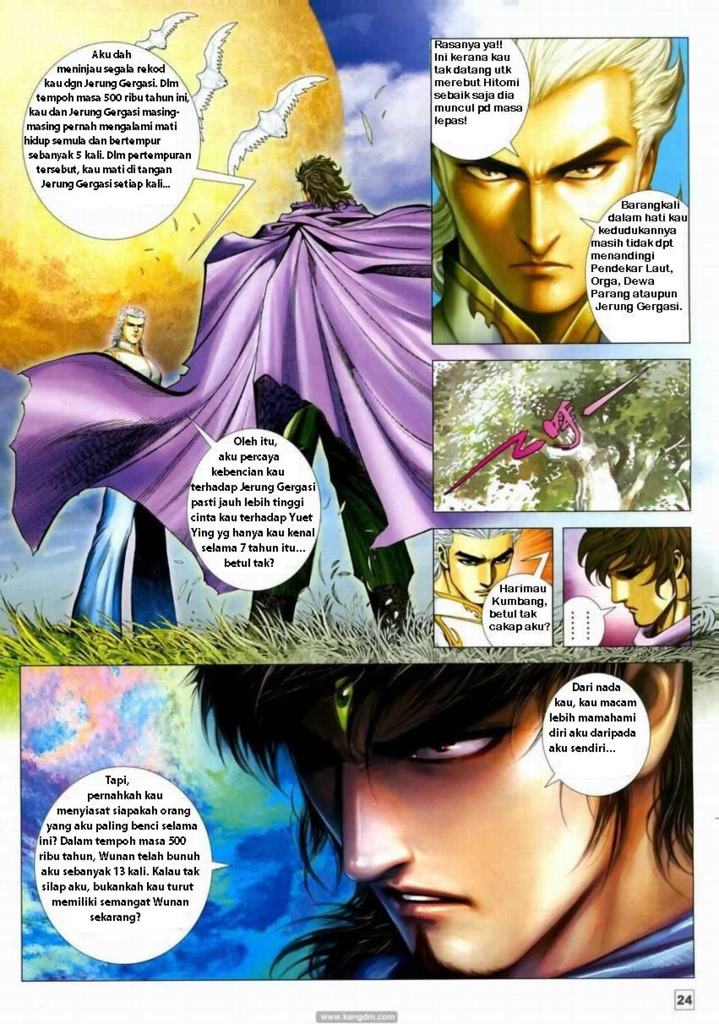 Aku dah
meninjau segala rekod
kau dgn Jerung Gergasi. Dlm
tempoh masa 500 ribu tahun ini,
kau dan Jerung Gergasi masing-
masing pernah mengalami mati
hidup semula dan bertempur
sebanyak 5 kali. Dlm pertempuran
tersebut, kau mati di tangan
Jerung Gergasi setiap kali...
Rasanya ya!!
Ini kerana kau
tak datang utk
merebut Hitomi
sebaik saja dia
muncul pd masa
lepas!
Barangkali
dalam hati kau
kedudukannya
masih tidak dpt
menandingi
Pendekar Laut,
Orga, Dewa
Parang ataupun
Jerung Gergasi.
呼
Oleh itu,
aku percaya
kebencian kau
terhadap Jerung Gergasi
pasti jauh lebih tinggi
cinta kau terhadap Yuet
Ying yg hanya kau kenal
selama 7 tahun itu...
betul tak?
Harimau
Kumbang,
betul tak
cakap aku?
......
Dari nada
kau, kau macam
lebih mamahami
diri aku daripada
aku sendiri...
Tapi,
pernahkah kau
menyiasat siapakah orang
yang aku paling benci selama
ini? Dalam tempoh masa 500
ribu tahun, Wunan telah bunuh
aku sebanyak 13 kali. Kalau tak
silap aku, bukankah kau turut
memiliki semangat Wunan
sekarang?
24
www.kangdm.com